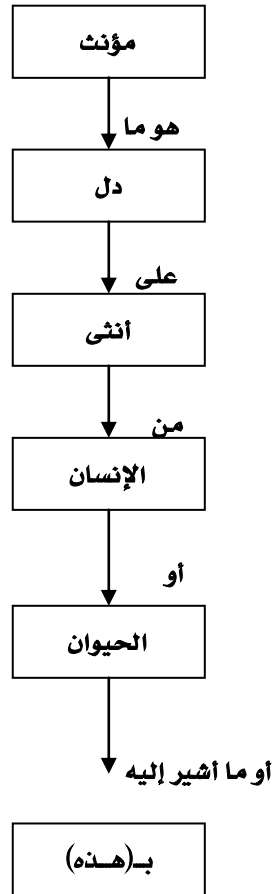 مؤنث
هو ما
دل
على
أنثى
من
الإنسان
أو
الحيوان
أو ما أشير إليه
بـ(هـذه)